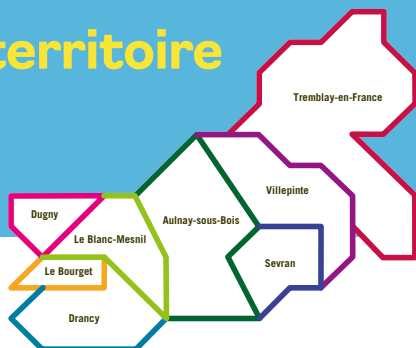 territoire
Tremblay-en-France
Villepinte
Dugny
Aulnay-sous-Bois
Le Blanc-Mesnil
Sevran
Le Bourget
Drancy